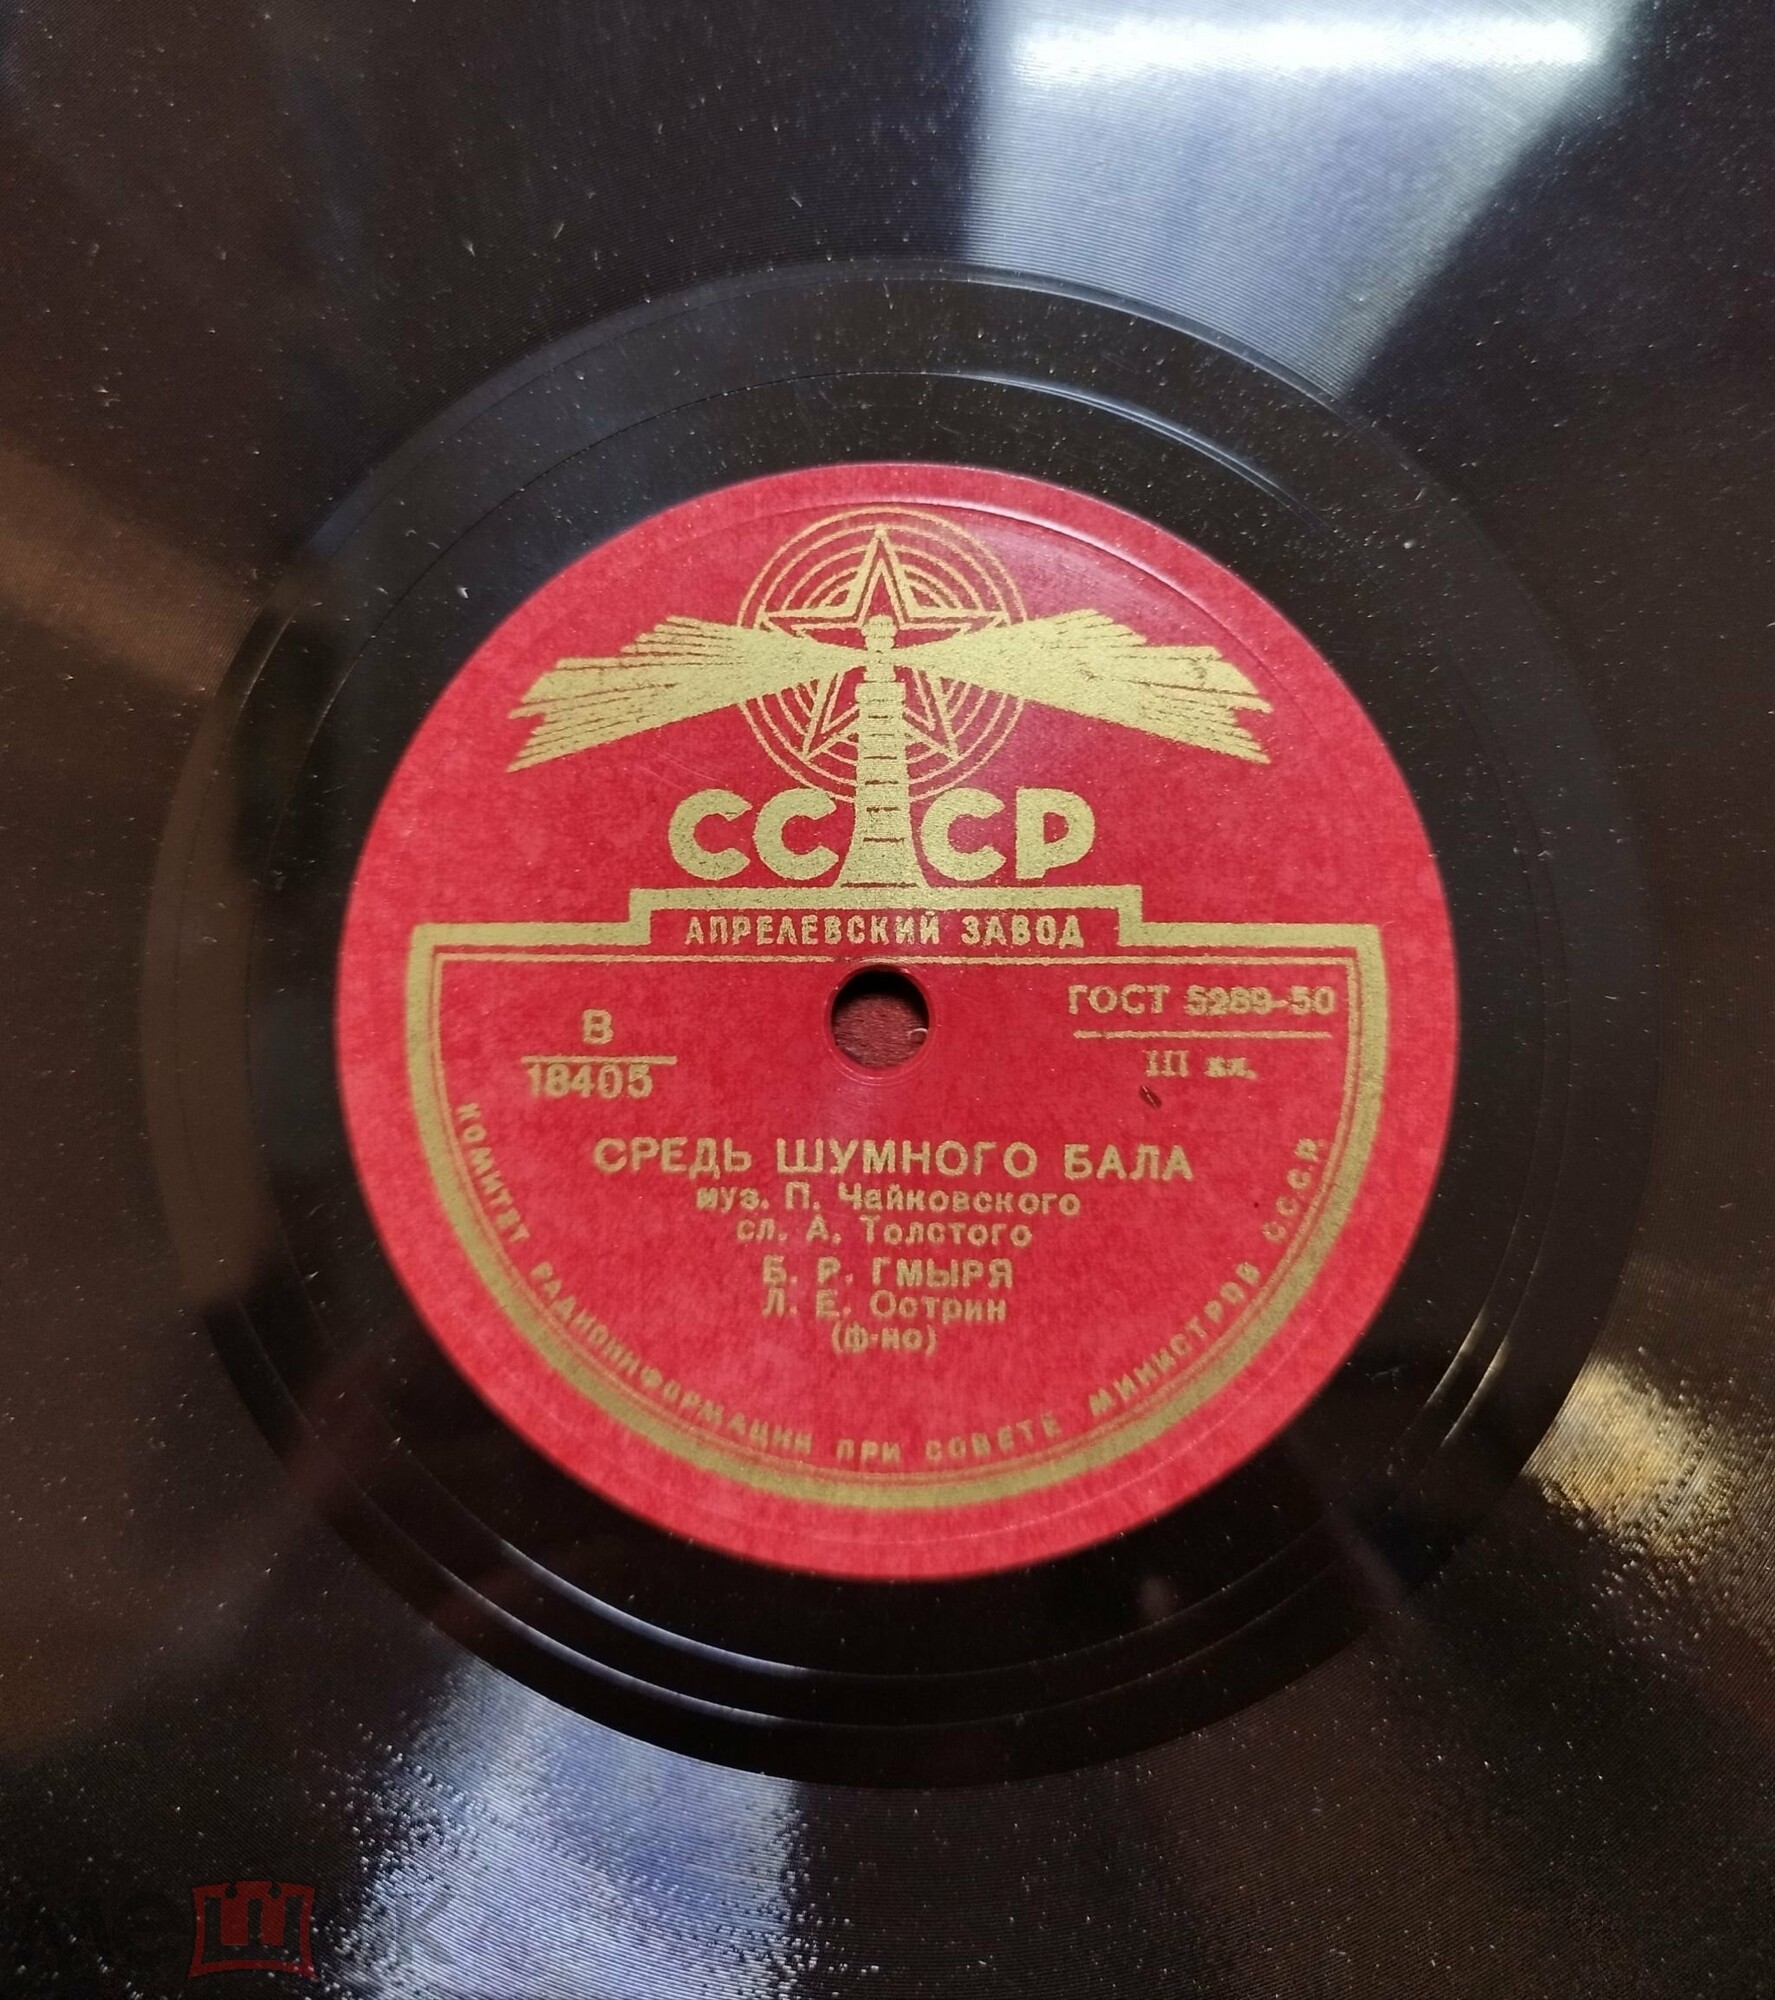 СССР
АПРЕЛЕВСКИЙ ЗАВОД
В
18405
ГОСТ 5289-50
III кл.
СРЕДЬ ШУМНОГО БАЛА
муз. П. Чайковского
сл. А. Толстого
Б. Р. ГМЫРЯ
Л. Е. Острин
(ф-но)
КОМИТЕТ РАДИОИНФОРМАЦИИ ПРИ СОВЕТЕ МИНИСТРОВ СССР
мешок